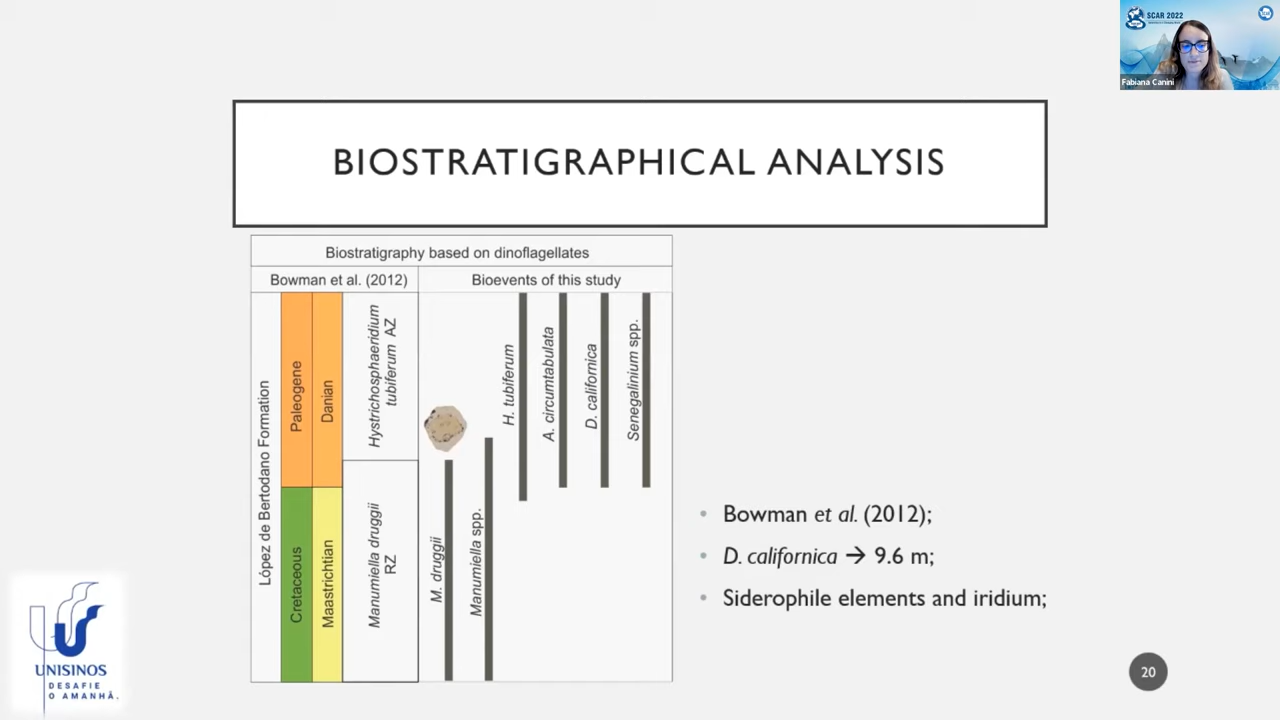 SCAR 2022
Fabiana Canini
BIOSTRATIGRAPHICAL ANALYSIS
Biostratigraphy based on dinoflagellates
Bowman et al. (2012)
Bioevents of this study
López de Bertodano Formation
Paleogene
Danian
Hystrichosphaeridium
tubiferum AZ
Cretaceous
Maastrichtian
Manumiella druggii
RZ
M. druggii
Manumiella spp.
H. tubiferum
A. circumtabulata
D. californica
Senegalinium spp.
• Bowman et al. (2012);
• D. californica → 9.6 m;
• Siderophile elements and iridium;
UNISINOS
DESAFIE
O AMANHÃ.
20